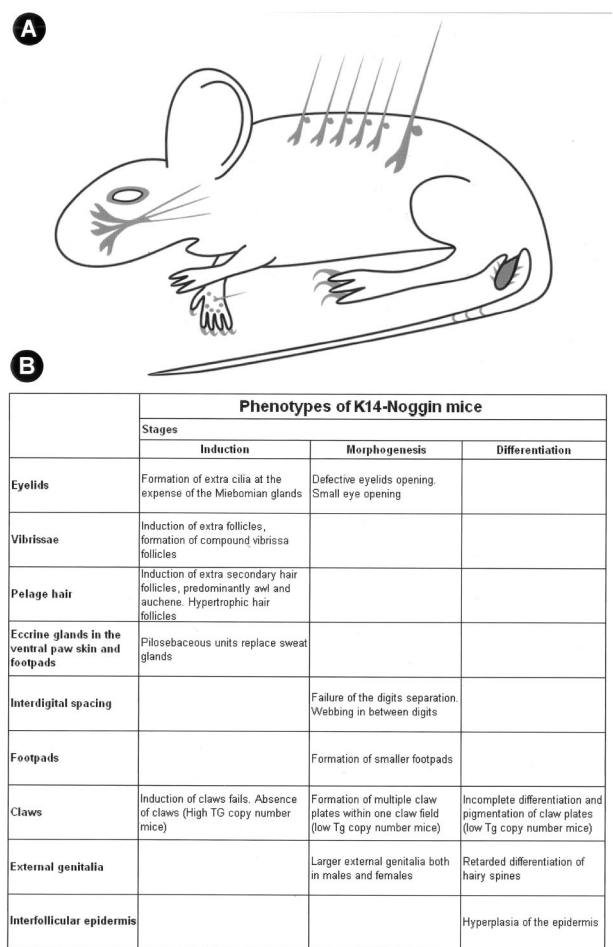 A
B
Phenotypes of K14-Noggin mice
Stages
Induction
Morphogenesis
Differentiation
Eyelids
Formation of extra cilia at the
expense of the Miebomian glands
Defective eyelids opening.
Small eye opening
Vibrissae
Induction of extra follicles,
formation of compound vibrissa
follicles
Pelage hair
Induction of extra secondary hair
follicles, predominantly awl and
auchene. Hypertrophic hair
follicles
Eccrine glands in the
ventral paw skin and
footpads
Pilosebaceous units replace sweat
glands
Interdigital spacing
Failure of the digits separation.
Webbing in between digits
Footpads
Formation of smaller footpads
Claws
Induction of claws fails. Absence
of claws (High TG copy number
mice)
Formation of multiple claw
plates within one claw field
(low Tg copy number mice)
Incomplete differentiation and
pigmentation of claw plates
(low Tg copy number mice)
External genitalia
Larger external genitalia both
in males and females
Retarded differentiation of
hairy spines
Interfollicular epidermis
Hyperplasia of the epidermis